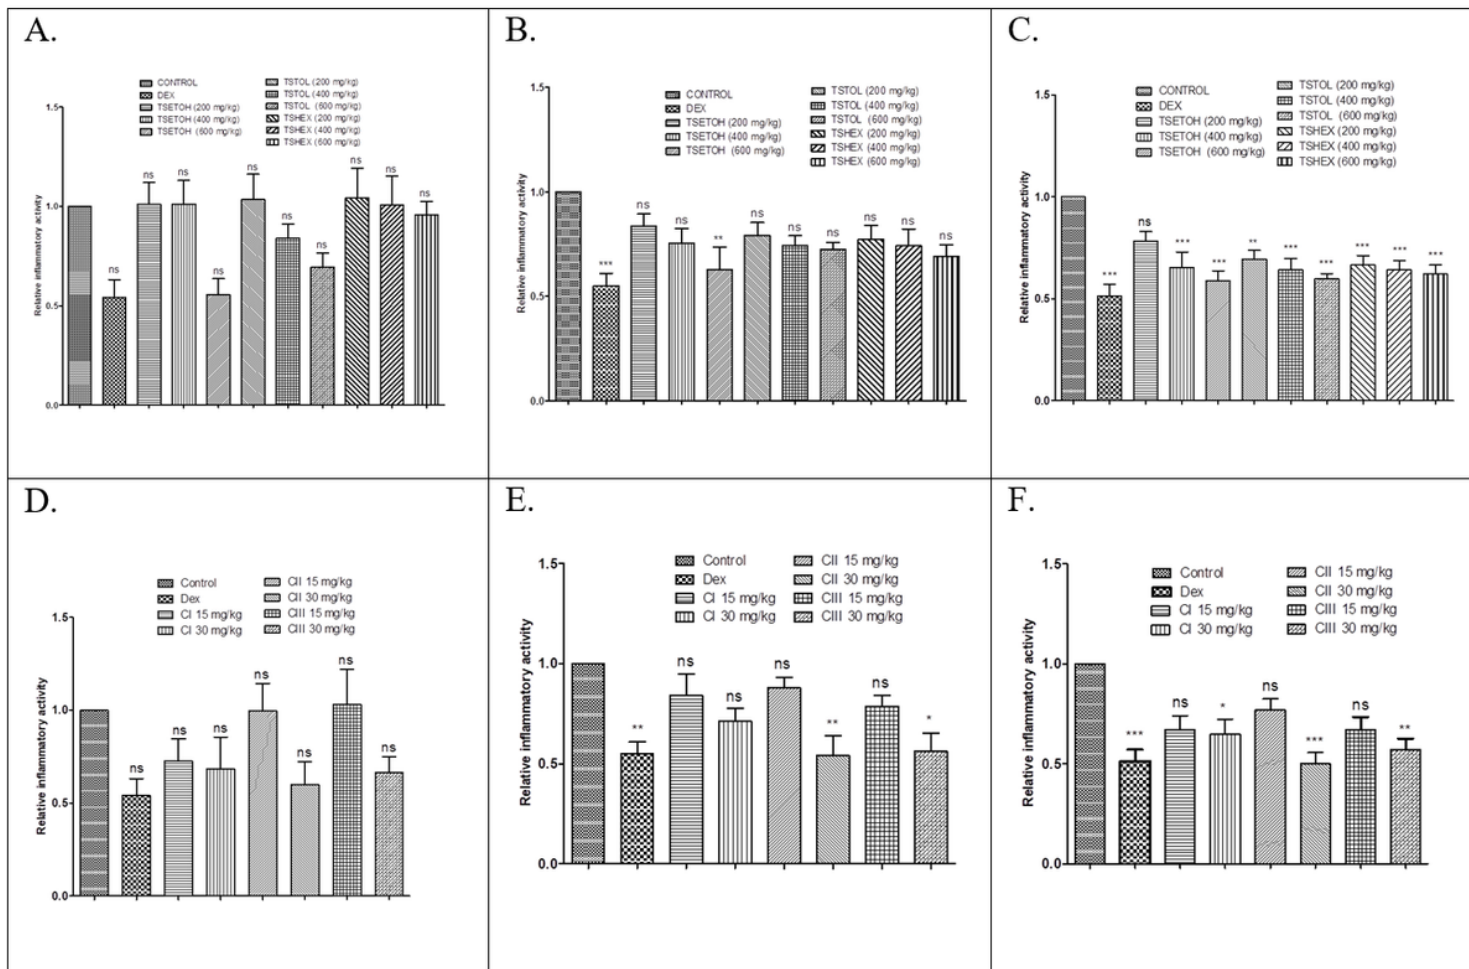 A.
CONTROL
DEX
TSETOH (200 mg/kg)
TSETOH (400 mg/kg)
TSETOH (600 mg/kg)
TSTOL (200 mg/kg)
TSTOL (400 mg/kg)
TSTOL (600 mg/kg)
TSHEX (200 mg/kg)
TSHEX (400 mg/kg)
TSHEX (600 mg/kg)
Relative inflammatory activity
1.5
1.0
0.5
0.0
ns
ns
ns
ns
ns
ns
ns
ns
ns
ns
B.
CONTROL
DEX
TSETOH (200 mg/kg)
TSETOH (400 mg/kg)
TSETOH (600 mg/kg)
TSTOL (200 mg/kg)
TSTOL (400 mg/kg)
TSTOL (600 mg/kg)
TSHEX (200 mg/kg)
TSHEX (400 mg/kg)
TSHEX (600 mg/kg)
Relative inflammatory activity
1.5
1.0
0.5
0.0
***
ns
ns
**
ns
ns
ns
ns
ns
ns
C.
CONTROL
DEX
TSETOH (200 mg/kg)
TSETOH (400 mg/kg)
TSETOH (600 mg/kg)
TSTOL (200 mg/kg)
TSTOL (400 mg/kg)
TSTOL (600 mg/kg)
TSHEX (200 mg/kg)
TSHEX (400 mg/kg)
TSHEX (600 mg/kg)
Relative inflammatory activity
1.5
1.0
0.5
0.0
***
ns
***
***
**
***
***
***
***
***
D.
Control
Dex
CI 15 mg/kg
CI 30 mg/kg
CII 15 mg/kg
CII 30 mg/kg
CIII 15 mg/kg
CIII 30 mg/kg
Relative inflammatory activity
1.5
1.0
0.5
0.0
ns
ns
ns
ns
ns
ns
ns
E.
Control
Dex
CI 15 mg/kg
CI 30 mg/kg
CII 15 mg/kg
CII 30 mg/kg
CIII 15 mg/kg
CIII 30 mg/kg
Relative inflammatory activity
1.5
1.0
0.5
0.0
**
ns
ns
ns
**
ns
*
F.
Control
Dex
CI 15 mg/kg
CI 30 mg/kg
CII 15 mg/kg
CII 30 mg/kg
CIII 15 mg/kg
CIII 30 mg/kg
Relative inflammatory activity
1.5
1.0
0.5
0.0
***
ns
*
ns
***
ns
**